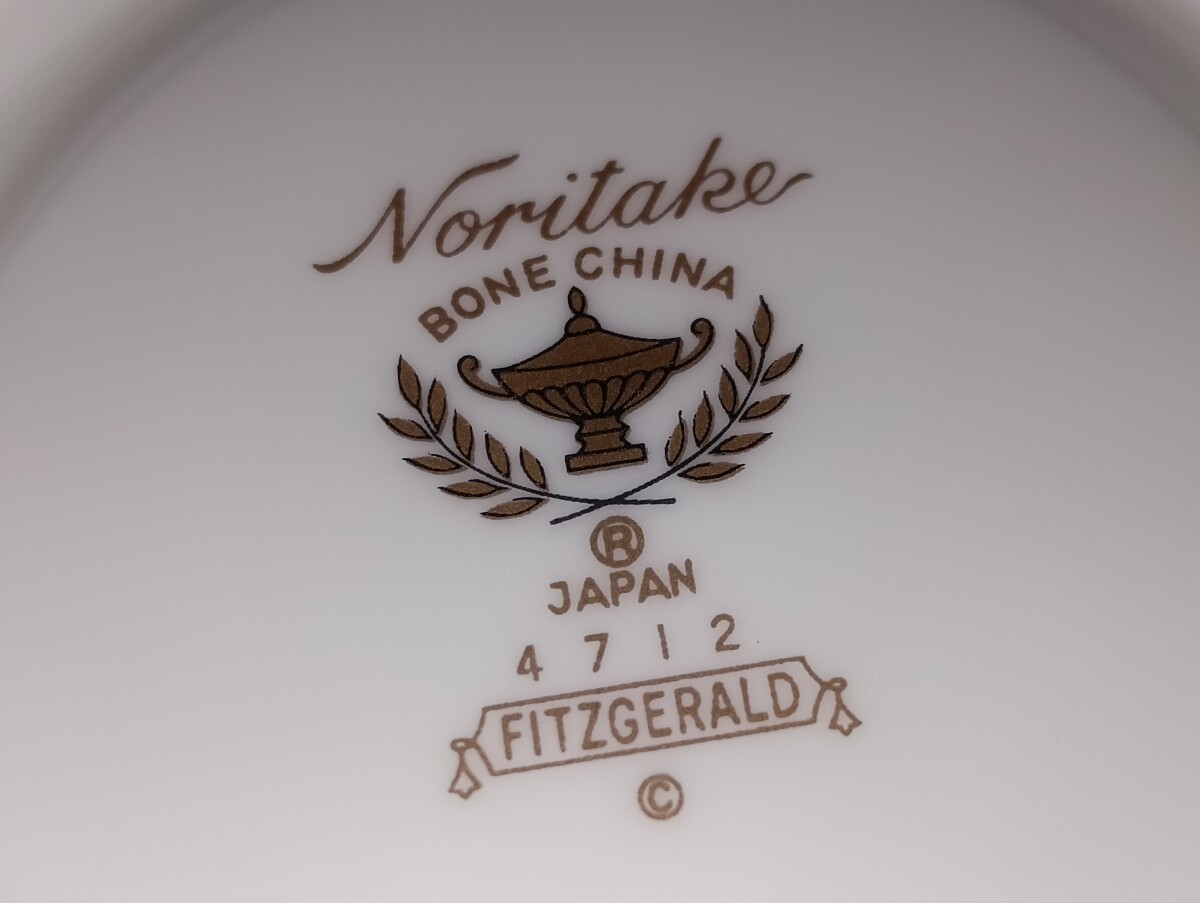 Noritake
BONE CHINA
®
JAPAN
4712
FITZGERALD
©